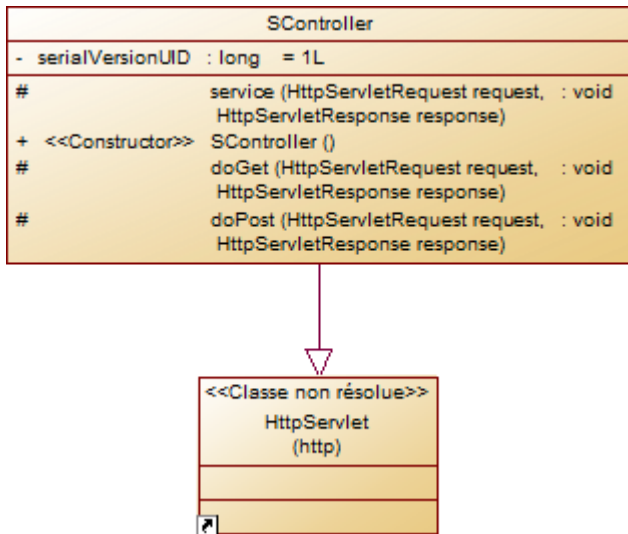 SController
- serialVersionUID : long = 1L
# service (HttpServletRequest request, : void
HttpServletResponse response)
+ <<Constructor>> SController ()
# doGet (HttpServletRequest request, : void
HttpServletResponse response)
# doPost (HttpServletRequest request, : void
HttpServletResponse response)
<<Classe non résolue>>
HttpServlet
(http)